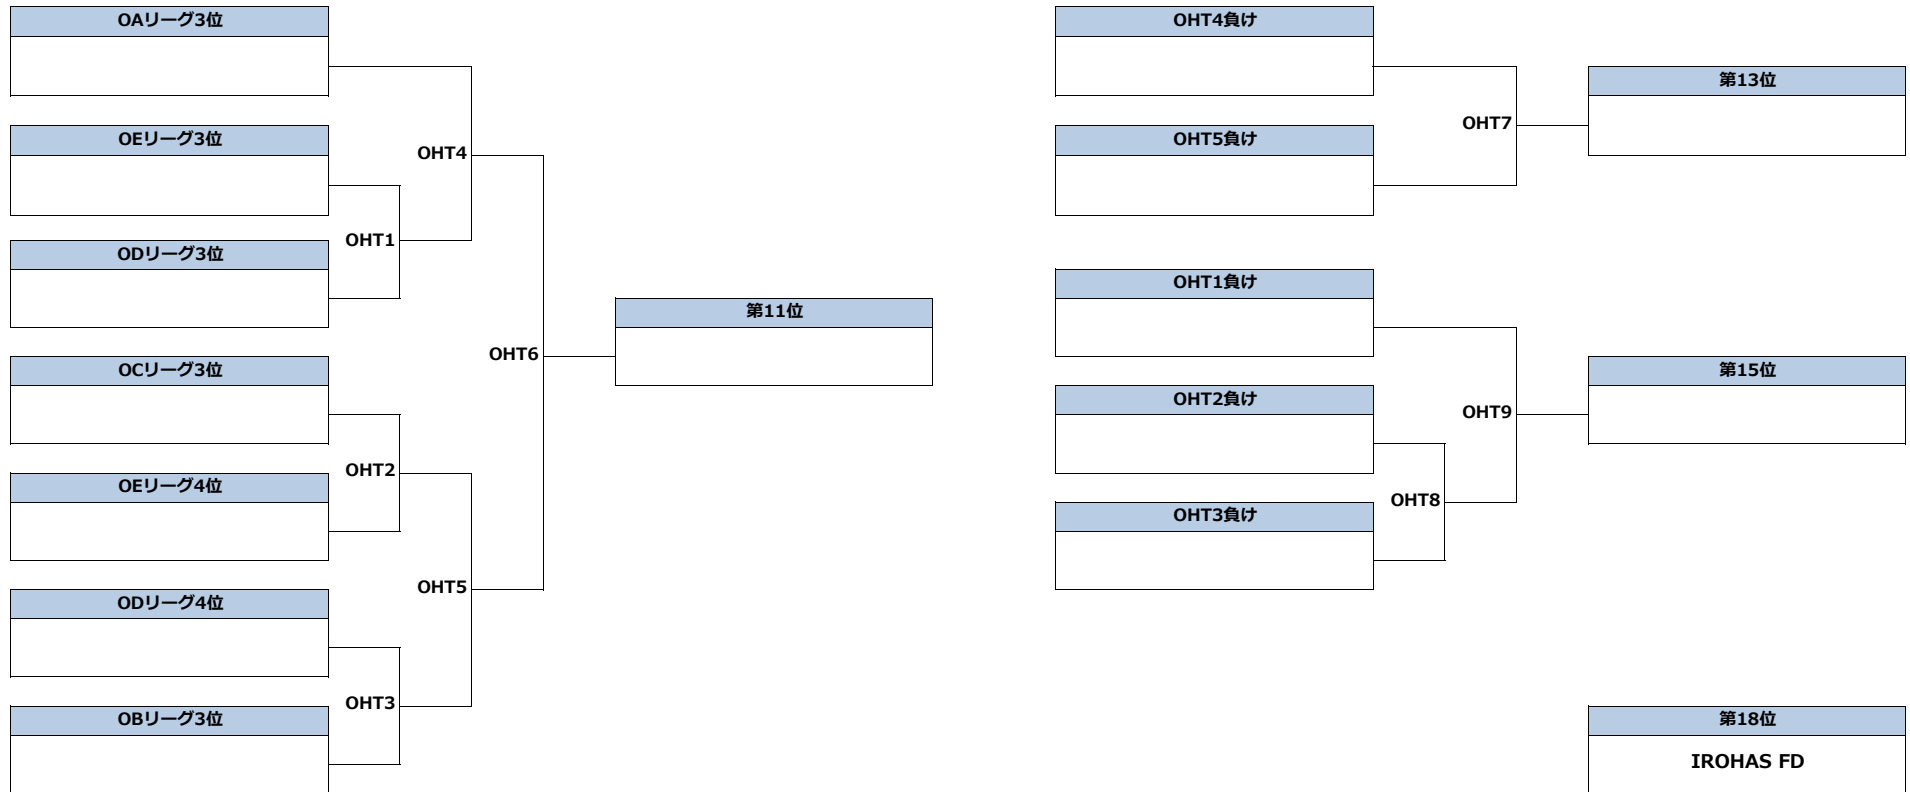 OAリーグ3位
OEリーグ3位
OHT4
OHT1
ODリーグ3位
第11位
OHT6
OCリーグ3位
OHT2
OEリーグ4位
OHT5
ODリーグ4位
OHT3
OBリーグ3位
OHT4負け
第13位
OHT7
OHT5負け
OHT1負け
第15位
OHT2負け
OHT9
OHT8
OHT3負け
第18位
IROHAS FD